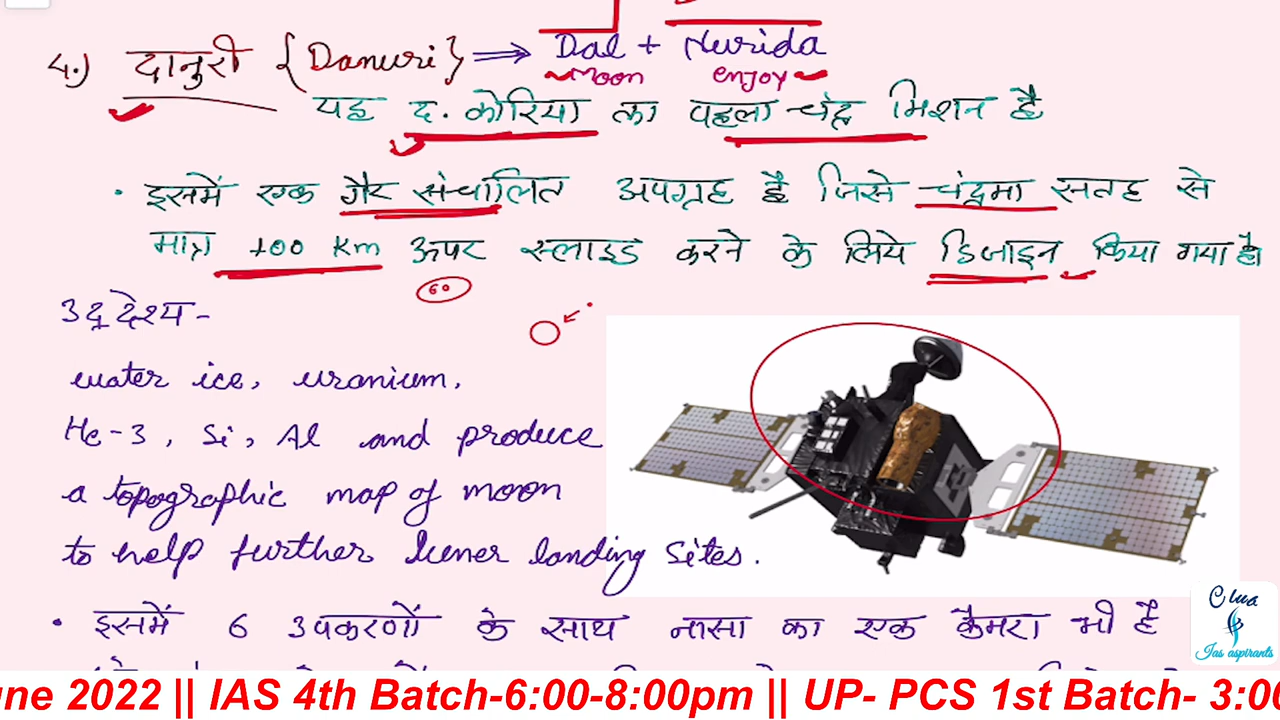 4.) दानुरी {Danuri} ⇒ Dal + Nurida
Moon enjoy
यह द. कोरिया का पहला चंद्र मिशन है
• इसमें एक गैर संचालित अपग्रह है जिसे चंद्रमा सतह से
मात्र 100 Km ऊपर स्लाइड करने के लिये डिजाइन किया गया है।
60
उद्देश्य-
water ice, uranium,
He-3, Si, Al and produce
a topographic map of moon
to help further luner landing sites.
• इसमें 6 उपकरणों के साथ नासा का एक कैमरा भी है
Clue
Ias aspirants
une 2022 || IAS 4th Batch-6:00-8:00pm || UP- PCS 1st Batch- 3:00